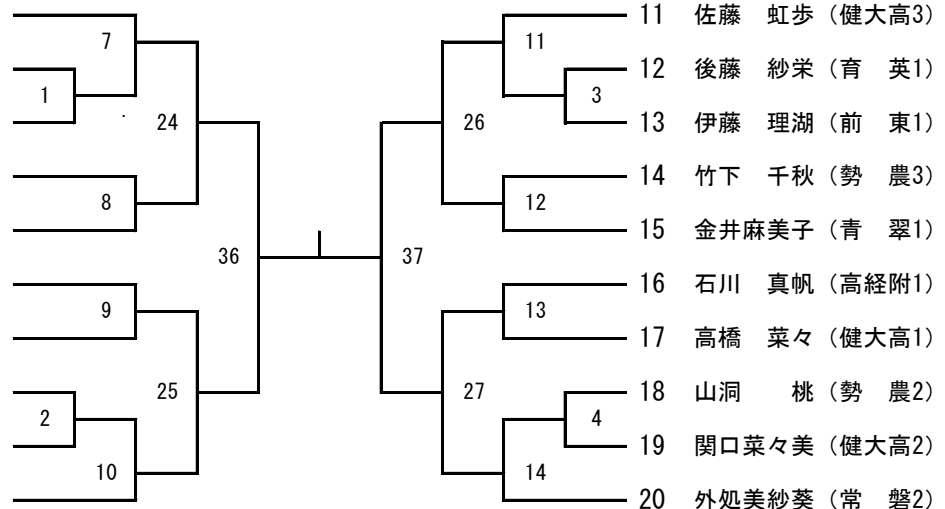 11 佐藤 虹歩（健大高3）
7 11
12 後藤 紗栄（育 英1）
1 3
24 26 13 伊藤 理湖（前 東1）
14 竹下 千秋（勢 農3）
8 12
15 金井麻美子（青 翠1）
36 37
16 石川 真帆（高経附1）
9 13
17 高橋 菜々（健大高1）
25 27 18 山洞 桃（勢 農2）
2 4
19 関口菜々美（健大高2）
10 14
20 外処美紗葵（常 磐2）